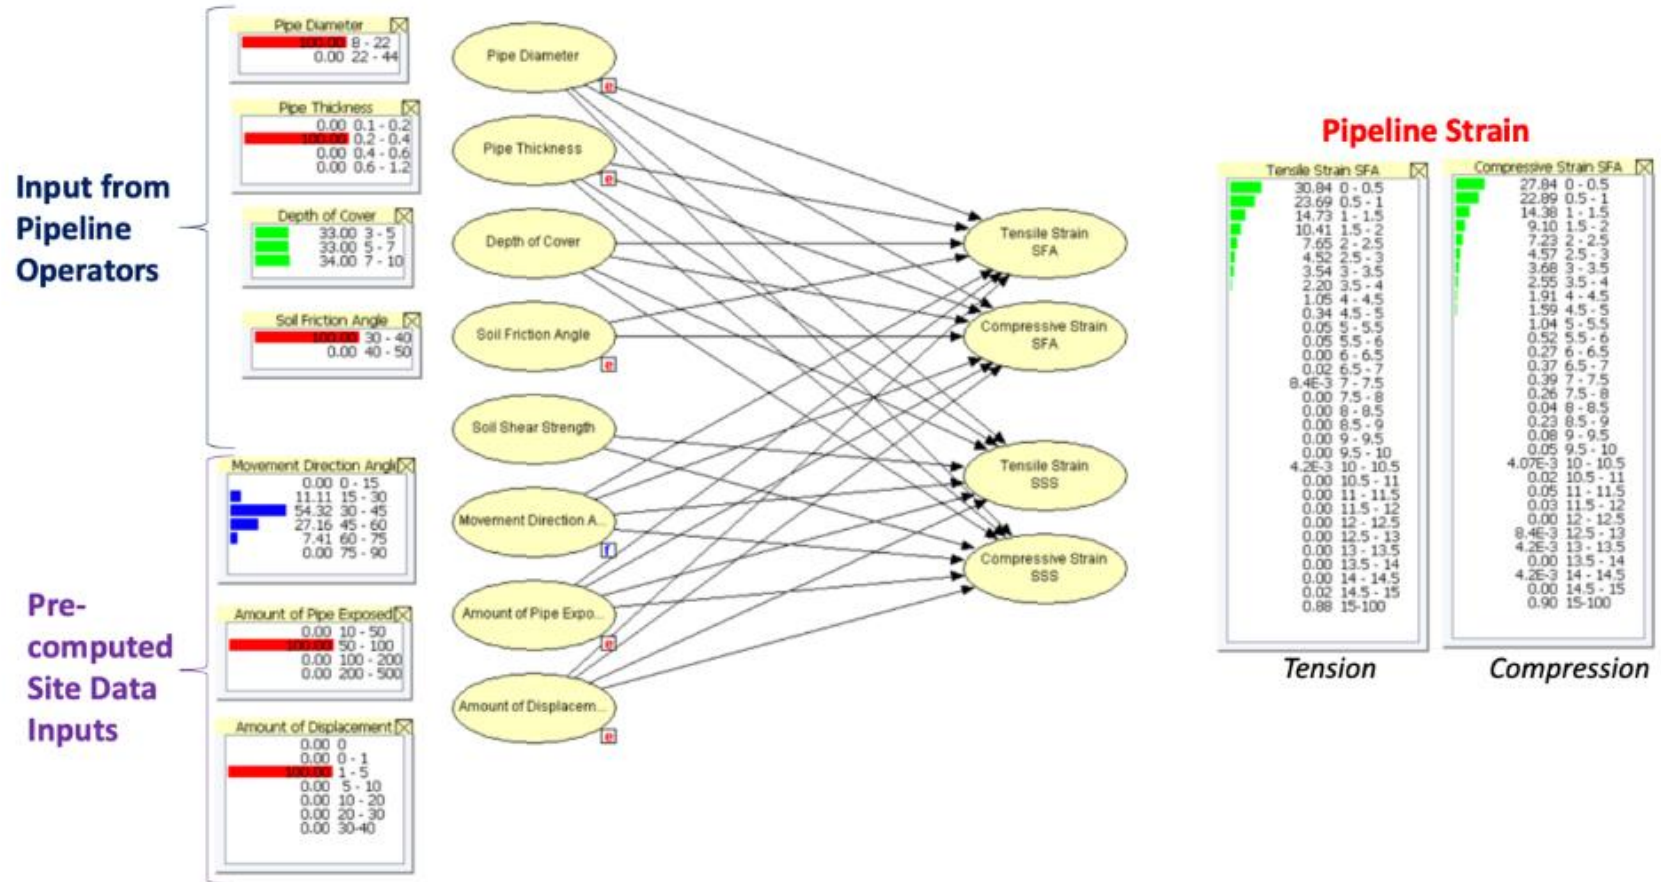 Input from
Pipeline
Operators
Pipe Diameter
100.00 8 - 22
0.00 22 - 44
Pipe Thickness
0.00 0.1 - 0.2
100.00 0.2 - 0.4
0.00 0.4 - 0.6
0.00 0.6 - 1.2
Depth of Cover
33.00 3 - 5
33.00 5 - 7
34.00 7 - 10
Soil Friction Angle
100.00 30 - 40
0.00 40 - 50
Pre-
computed
Site Data
Inputs
Movement Direction Angl
0.00 0 - 15
11.11 15 - 30
54.32 30 - 45
27.16 45 - 60
7.41 60 - 75
0.00 75 - 90
Amount of Pipe Exposed
0.00 10 - 50
100.00 50 - 100
0.00 100 - 200
0.00 200 - 500
Amount of Displacement
0.00 0
0.00 0 - 1
100.00 1 - 5
0.00 5 - 10
0.00 10 - 20
0.00 20 - 30
0.00 30-40
Pipe Diameter
e
Pipe Thickness
e
Depth of Cover
Soil Friction Angle
e
Soil Shear Strength
Movement Direction A...
f
Amount of Pipe Expo...
e
Amount of Displacem...
e
Tensile Strain
SFA
Compressive Strain
SFA
Tensile Strain
SSS
Compressive Strain
SSS
Pipeline Strain
Tensile Strain SFA
30.84 0 - 0.5
23.69 0.5 - 1
14.73 1 - 1.5
10.41 1.5 - 2
7.65 2 - 2.5
4.52 2.5 - 3
3.54 3 - 3.5
2.20 3.5 - 4
1.05 4 - 4.5
0.34 4.5 - 5
0.05 5 - 5.5
0.05 5.5 - 6
0.00 6 - 6.5
0.02 6.5 - 7
8.4E-3 7 - 7.5
0.00 7.5 - 8
0.00 8 - 8.5
0.00 8.5 - 9
0.00 9 - 9.5
0.00 9.5 - 10
4.2E-3 10 - 10.5
0.00 10.5 - 11
0.00 11 - 11.5
0.00 11.5 - 12
0.00 12 - 12.5
0.00 12.5 - 13
0.00 13 - 13.5
0.00 13.5 - 14
0.00 14 - 14.5
0.02 14.5 - 15
0.88 15-100
Tension
Compressive Strain SFA
27.84 0 - 0.5
22.89 0.5 - 1
14.38 1 - 1.5
9.10 1.5 - 2
7.23 2 - 2.5
4.57 2.5 - 3
3.68 3 - 3.5
2.55 3.5 - 4
1.91 4 - 4.5
1.59 4.5 - 5
1.04 5 - 5.5
0.52 5.5 - 6
0.27 6 - 6.5
0.37 6.5 - 7
0.39 7 - 7.5
0.26 7.5 - 8
0.04 8 - 8.5
0.23 8.5 - 9
0.08 9 - 9.5
0.05 9.5 - 10
4.07E-3 10 - 10.5
0.02 10.5 - 11
0.05 11 - 11.5
0.03 11.5 - 12
0.00 12 - 12.5
8.4E-3 12.5 - 13
4.2E-3 13 - 13.5
0.00 13.5 - 14
4.2E-3 14 - 14.5
0.00 14.5 - 15
0.90 15-100
Compression